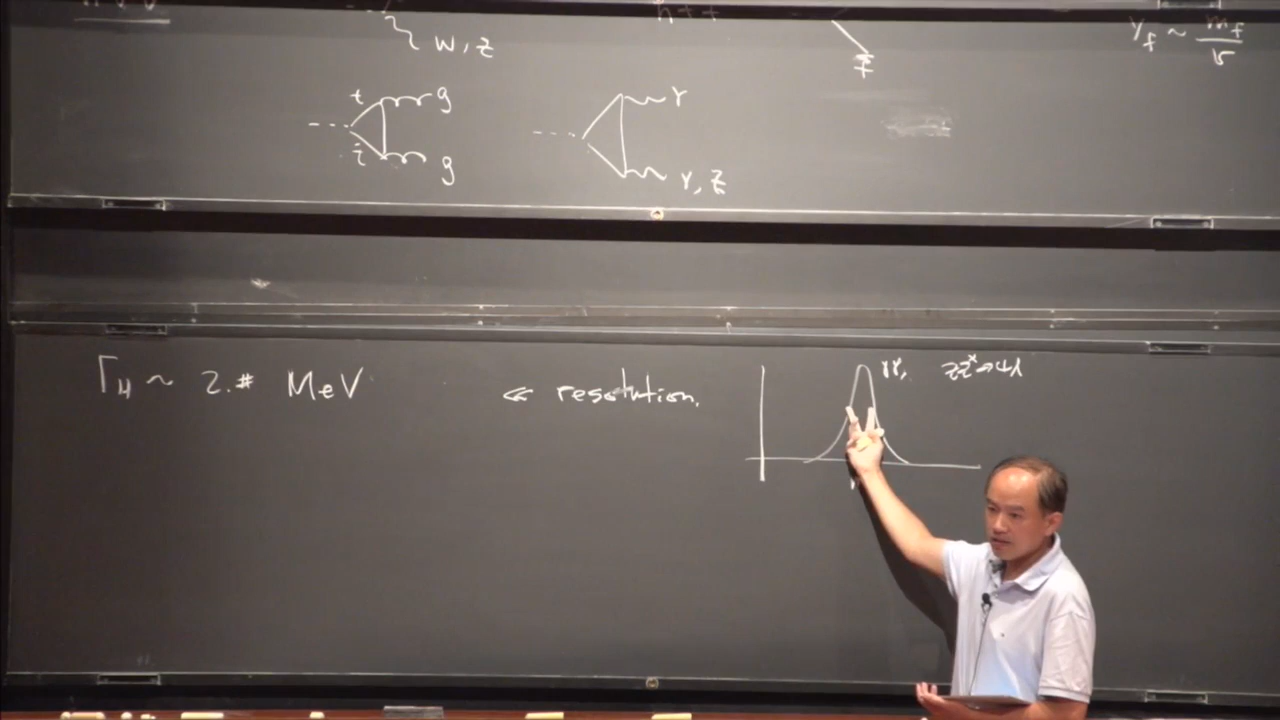 W, Z
f
y_f ~ m_f / v
t g
t̄ g
γ
γ, Z
Γ_H ~ 2.# MeV
≪ resolution.
γγ, ZZ* → 4l